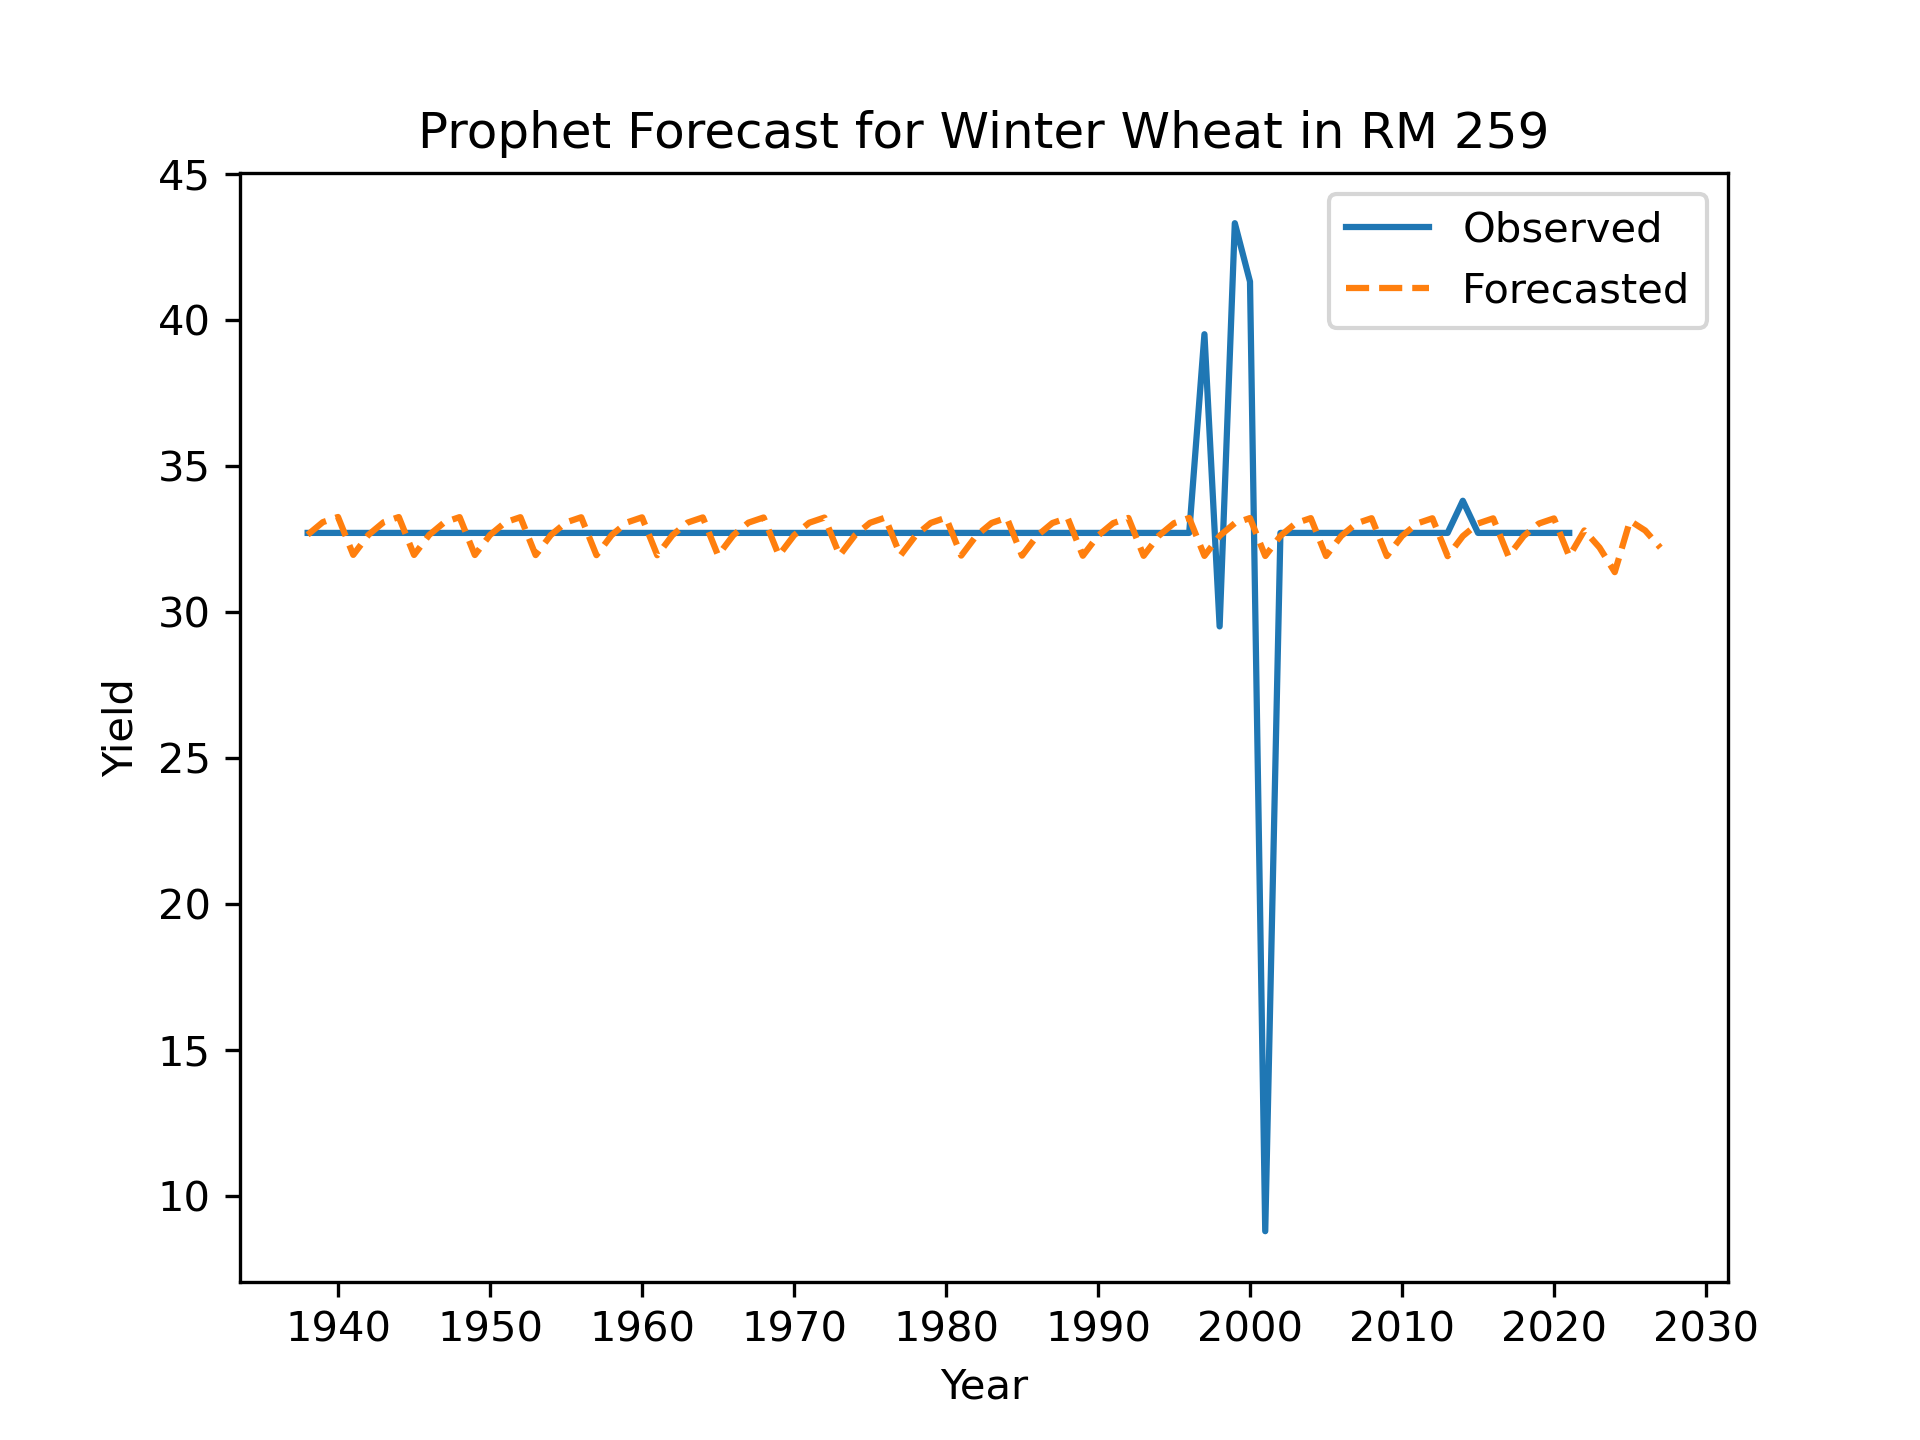 Prophet Forecast for Winter Wheat in RM 259
45
40
35
30
25
20
15
10
Yield
Observed
Forecasted
1940 1950 1960 1970 1980 1990 2000 2010 2020 2030
Year